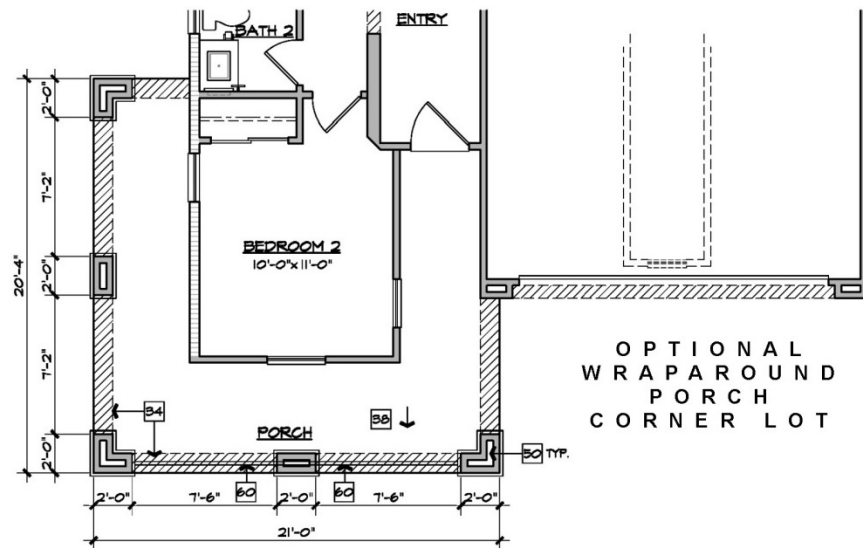 ENTRY
BATH 2
2'-0"
7'-2"
20'-4"
2'-0"
7'-2"
2'-0"
BEDROOM 2
10'-0"x11'-0"
OPTIONAL
WRAPAROUND
PORCH
CORNER LOT
34
38
PORCH
50 TYP.
60
60
2'-0"
7'-6"
2'-0"
7'-6"
2'-0"
21'-0"